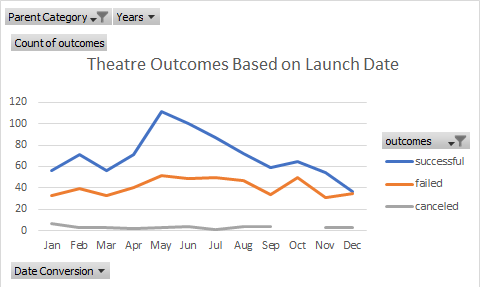 Parent Category Years
Count of outcomes
Theatre Outcomes Based on Launch Date
120
100
80
60
40
20
0
Jan Feb Mar Apr May Jun Jul Aug Sep Oct Nov Dec
outcomes
successful
failed
canceled
Date Conversion